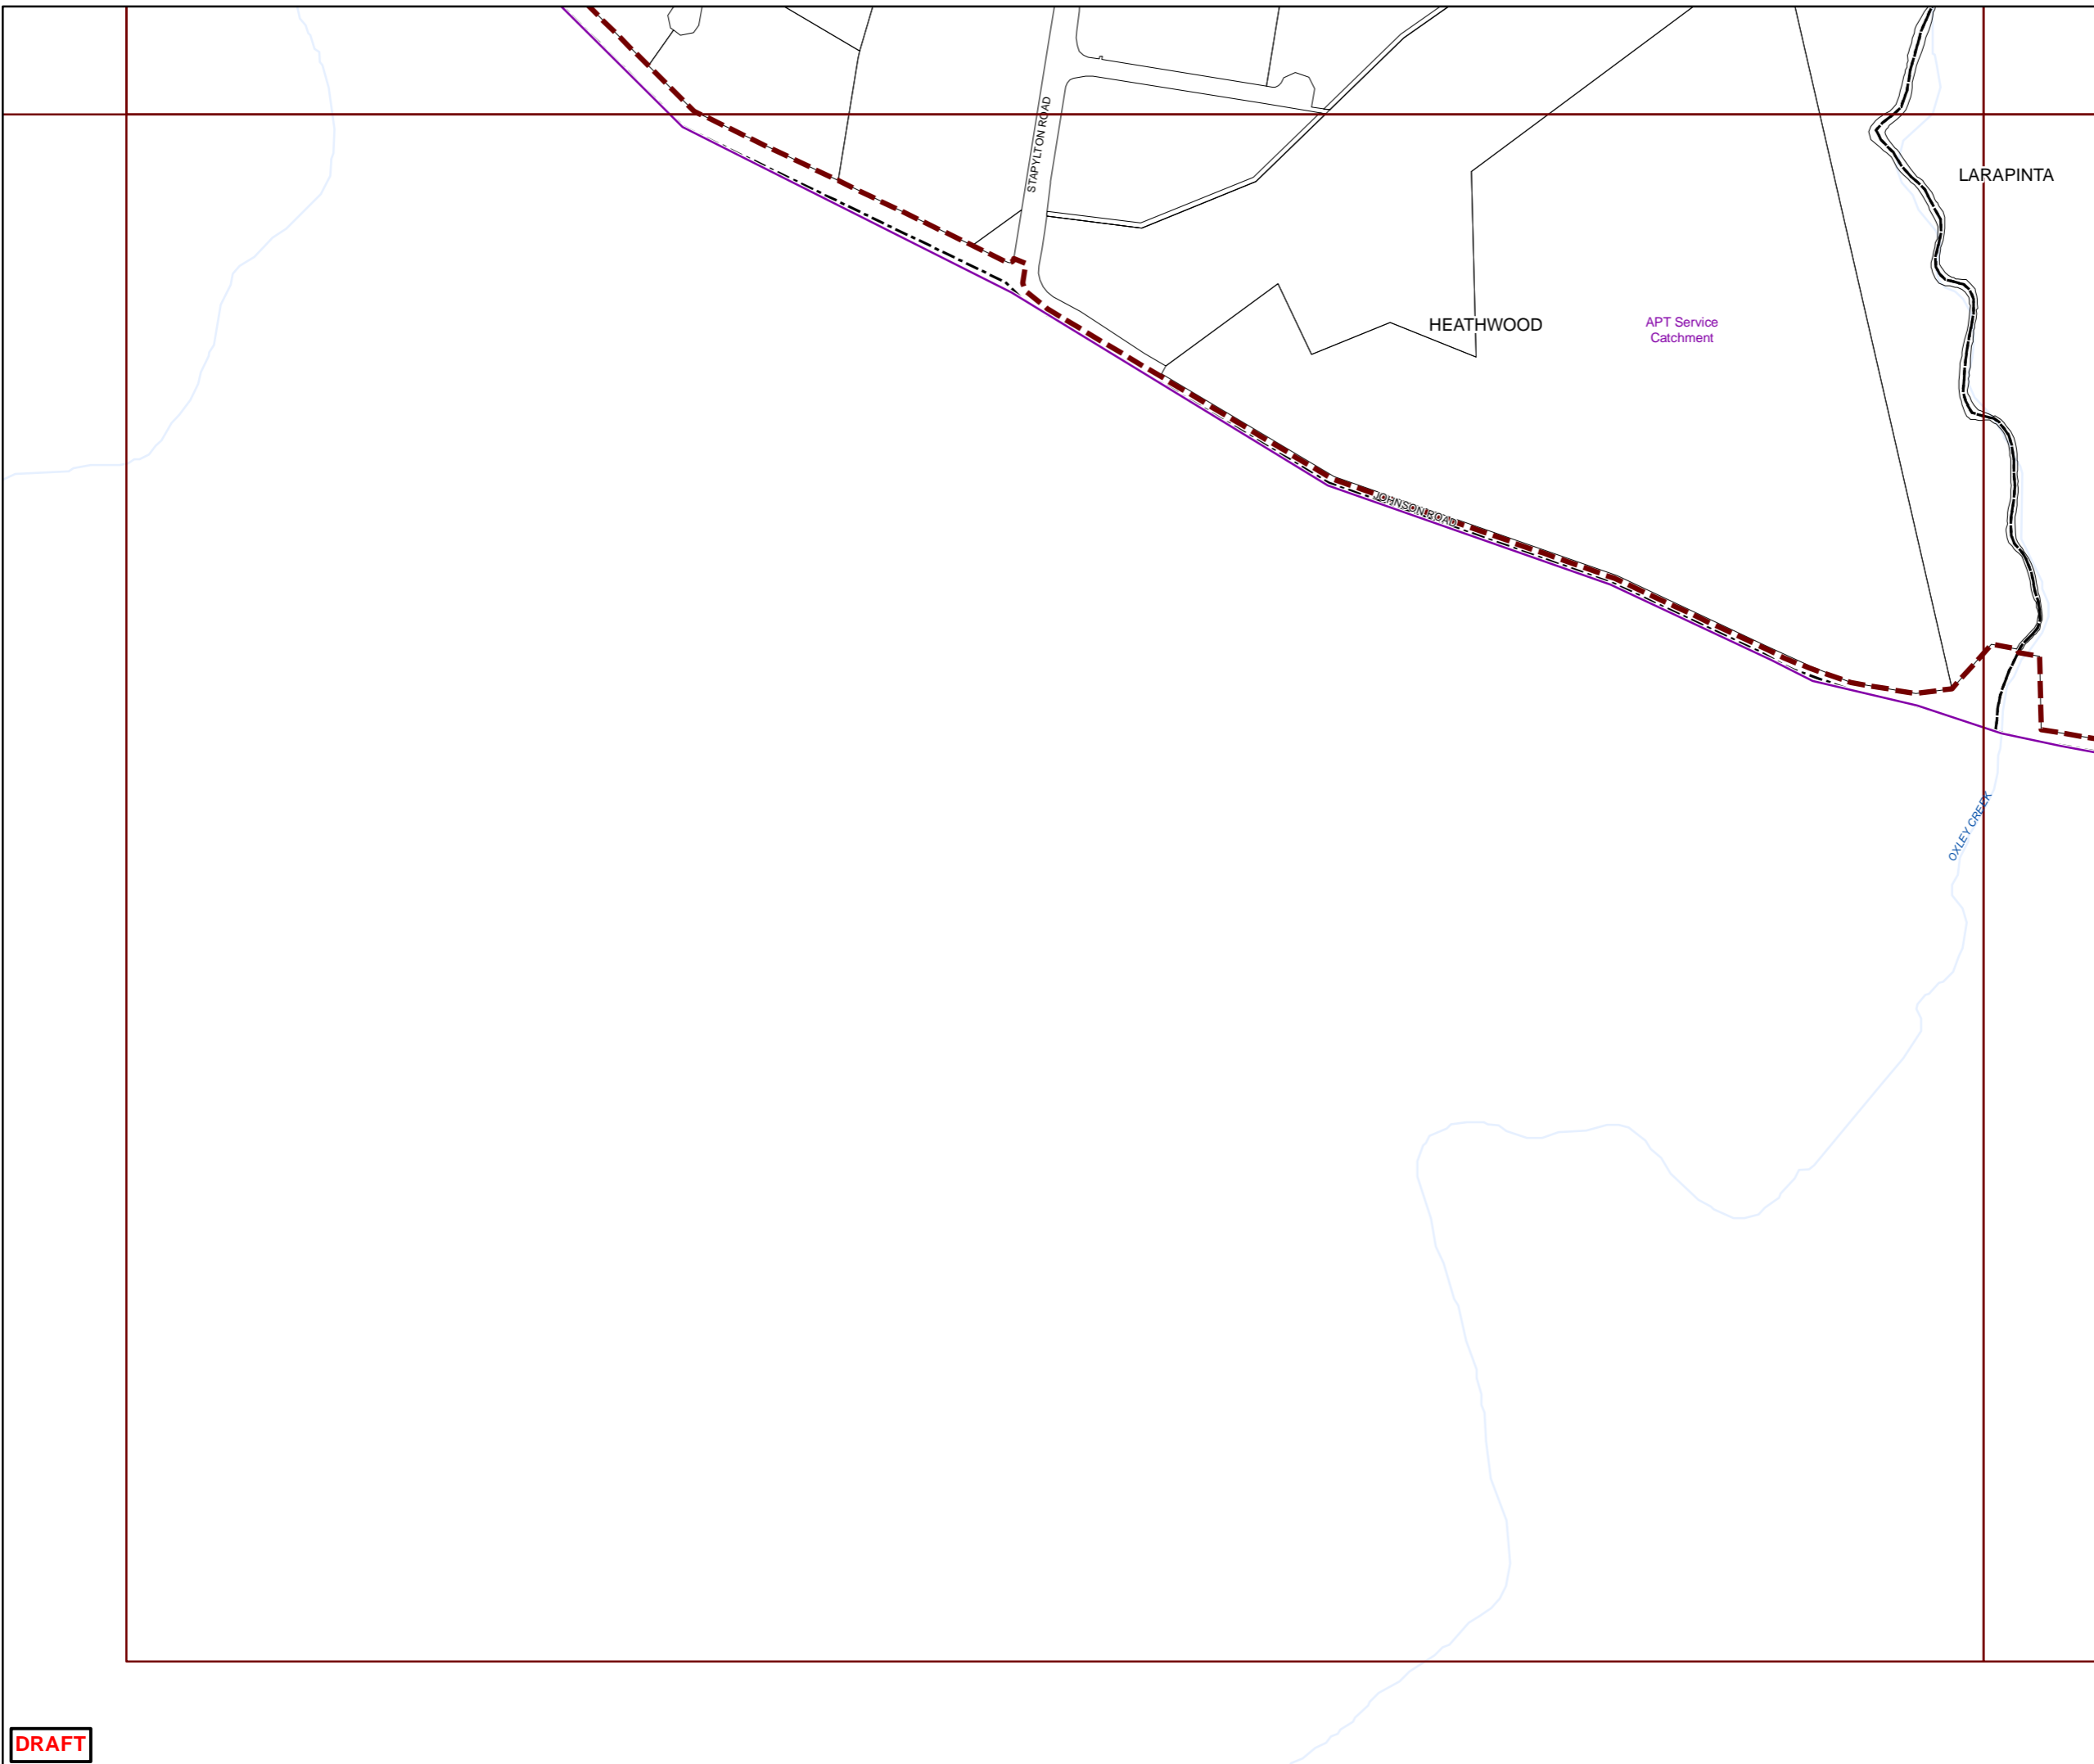 STAPYLTON ROAD
LARAPINTA
HEATHWOOD
APT Service
Catchment
JOHNSON ROAD
OXLEY CREEK
DRAFT